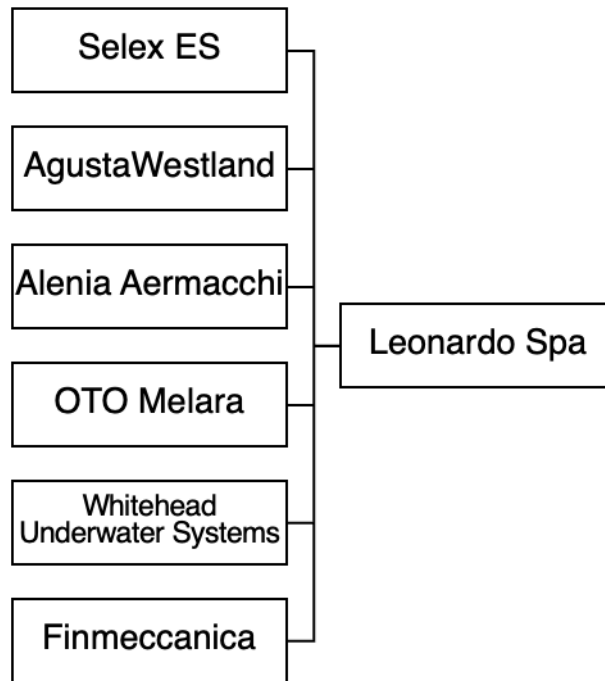 Selex ES
AgustaWestland
Alenia Aermacchi
Leonardo Spa
OTO Melara
Whitehead
Underwater Systems
Finmeccanica